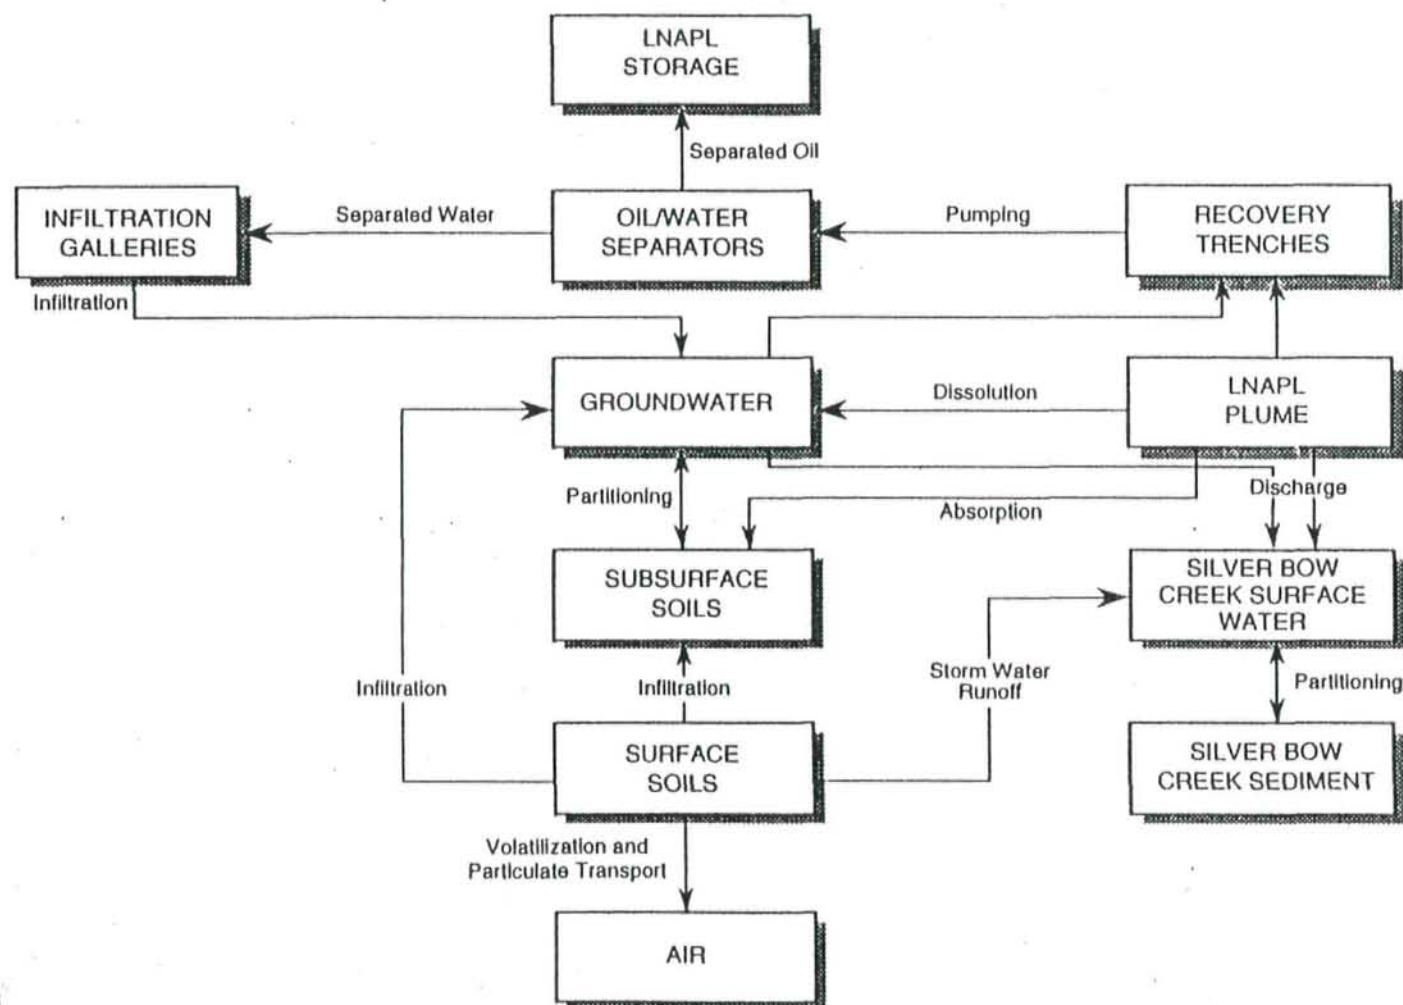 LNAPL
STORAGE
Separated Oil
INFILTRATION
GALLERIES
Separated Water
OIL/WATER
SEPARATORS
Pumping
RECOVERY
TRENCHES
Infiltration
GROUNDWATER
Dissolution
LNAPL
PLUME
Partitioning
Absorption
Discharge
SUBSURFACE
SOILS
SILVER BOW
CREEK SURFACE
WATER
Infiltration
Infiltration
Storm Water
Runoff
Partitioning
SURFACE
SOILS
SILVER BOW
CREEK SEDIMENT
Volatilization and
Particulate Transport
AIR